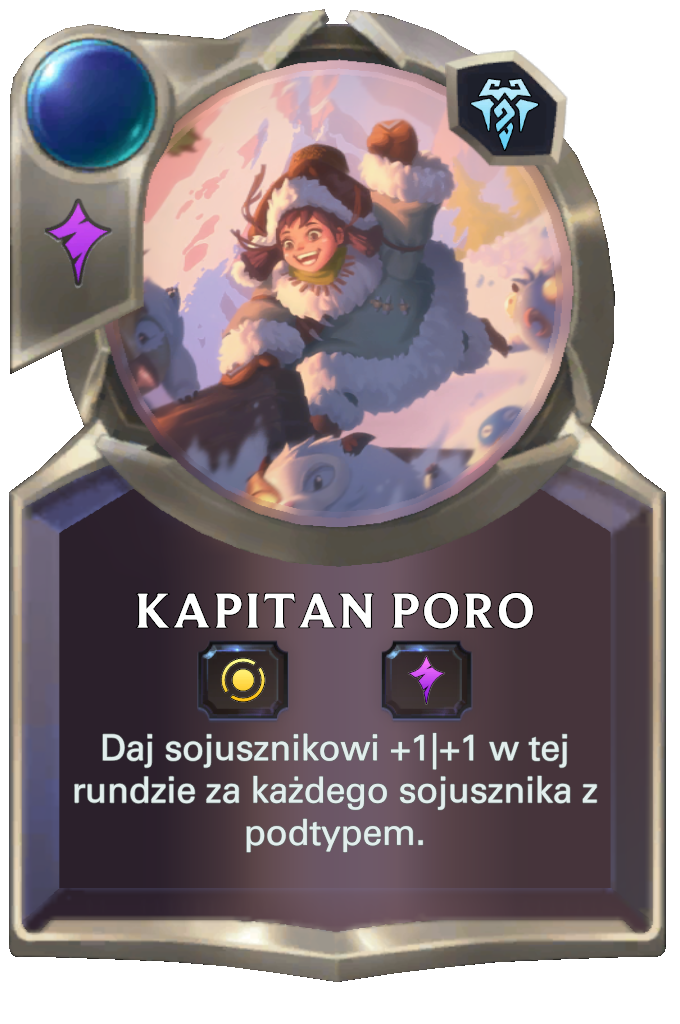 KAPITAN PORO
Daj sojusznikowi +1|+1 w tej
rundzie za każdego sojusznika z
podtypem.